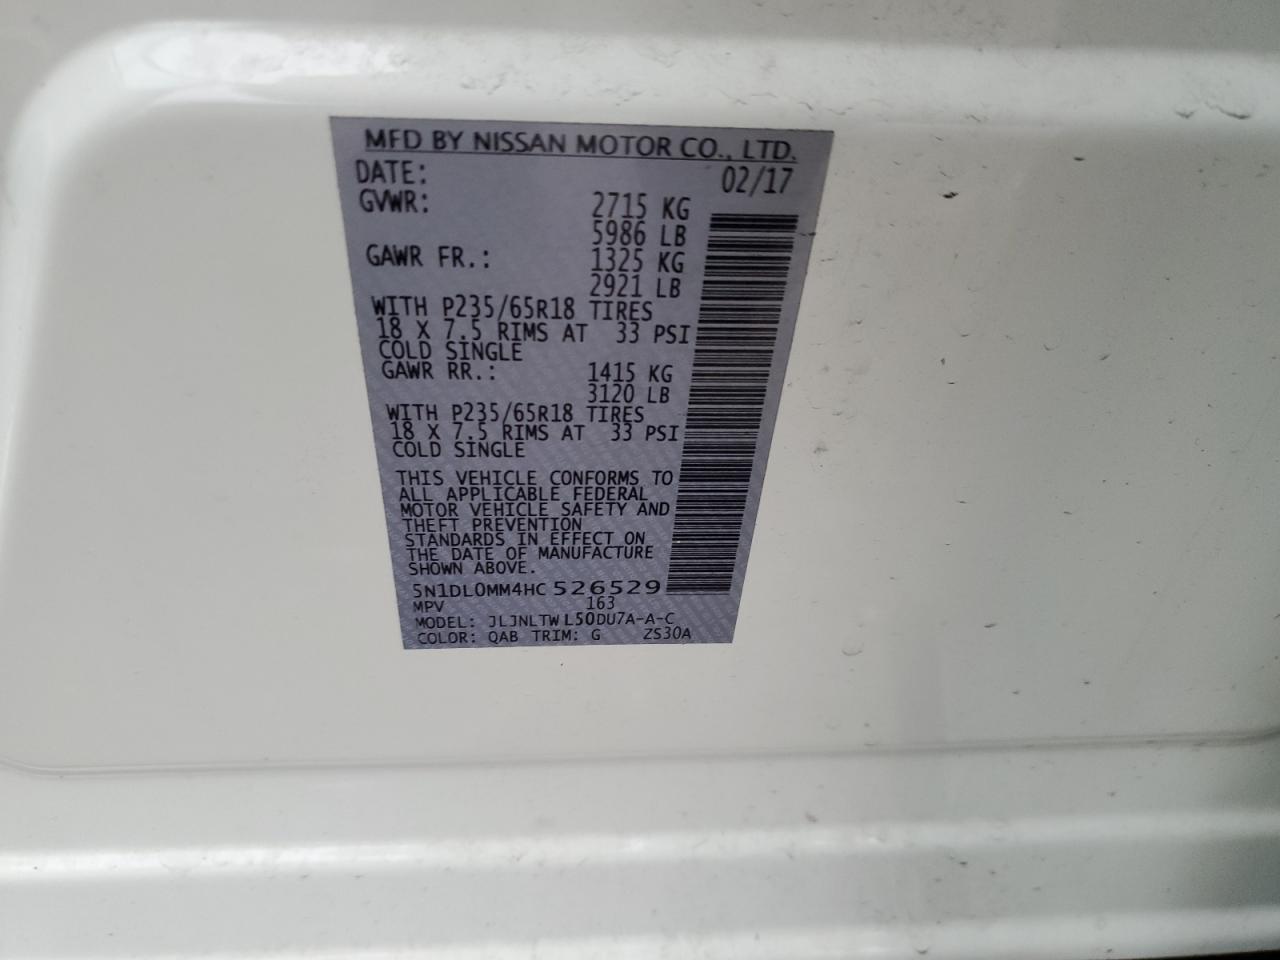 MFD BY NISSAN MOTOR CO., LTD.
DATE: 02/17
GVWR: 2715 KG
5986 LB
GAWR FR.: 1325 KG
2921 LB
WITH P235/65R18 TIRES
18 X 7.5 RIMS AT 33 PSI
COLD SINGLE
GAWR RR.: 1415 KG
3120 LB
WITH P235/65R18 TIRES
18 X 7.5 RIMS AT 33 PSI
COLD SINGLE
THIS VEHICLE CONFORMS TO
ALL APPLICABLE FEDERAL
MOTOR VEHICLE SAFETY AND
THEFT PREVENTION
STANDARDS IN EFFECT ON
THE DATE OF MANUFACTURE
SHOWN ABOVE.
5N1DL0MM4HC526529
MPV 163
MODEL: JLJNLTWL50DU7A-A-C
COLOR: QAB TRIM: G ZS30A